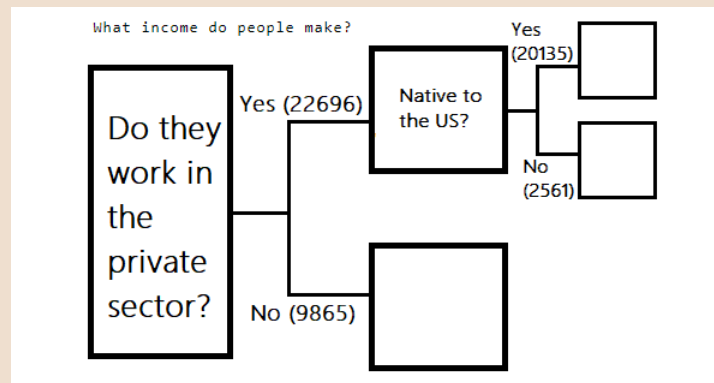 What income do people make?
Do they
work in
the
private
sector?
Yes (22696)
No (9865)
Native to
the US?
Yes
(20135)
No
(2561)